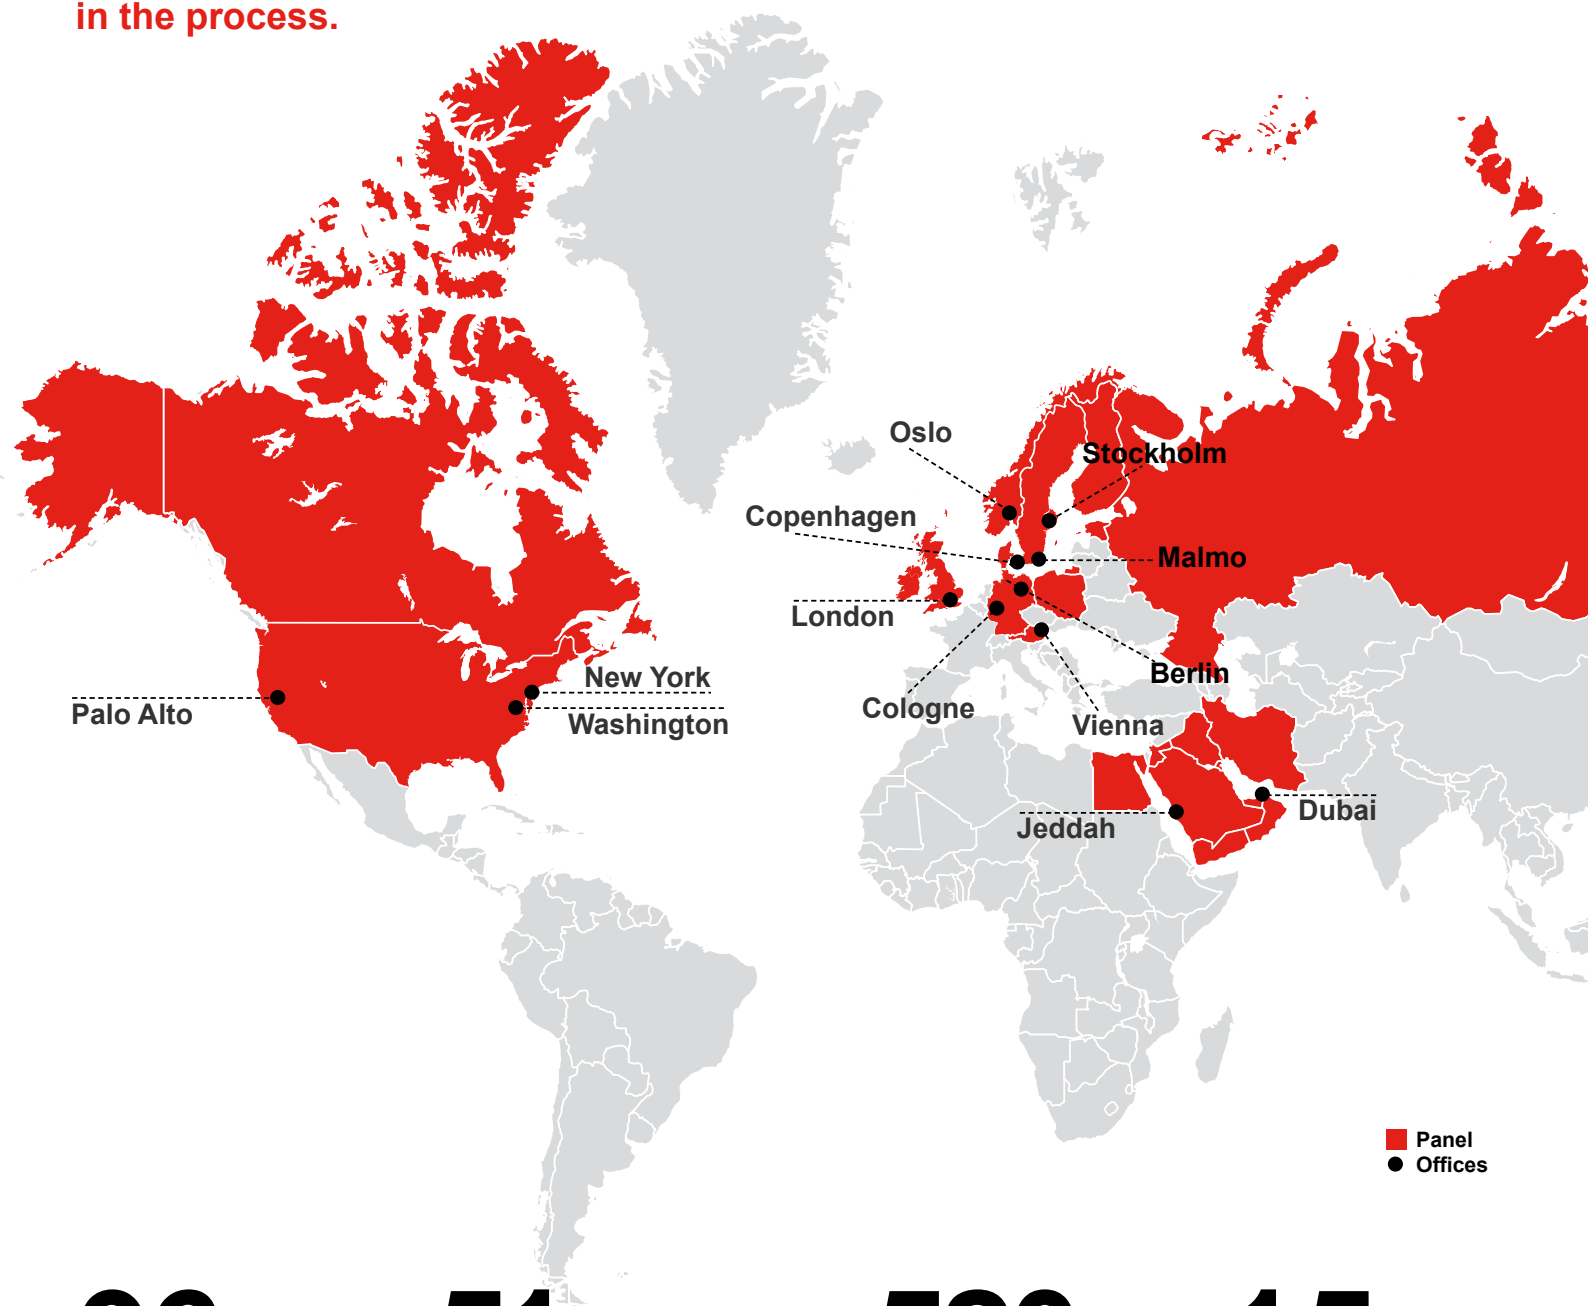 in the process.
Oslo
Stockholm
Copenhagen
Malmo
London
Berlin
New York
Cologne
Palo Alto
Washington
Vienna
Dubai
Jeddah
Panel
Offices